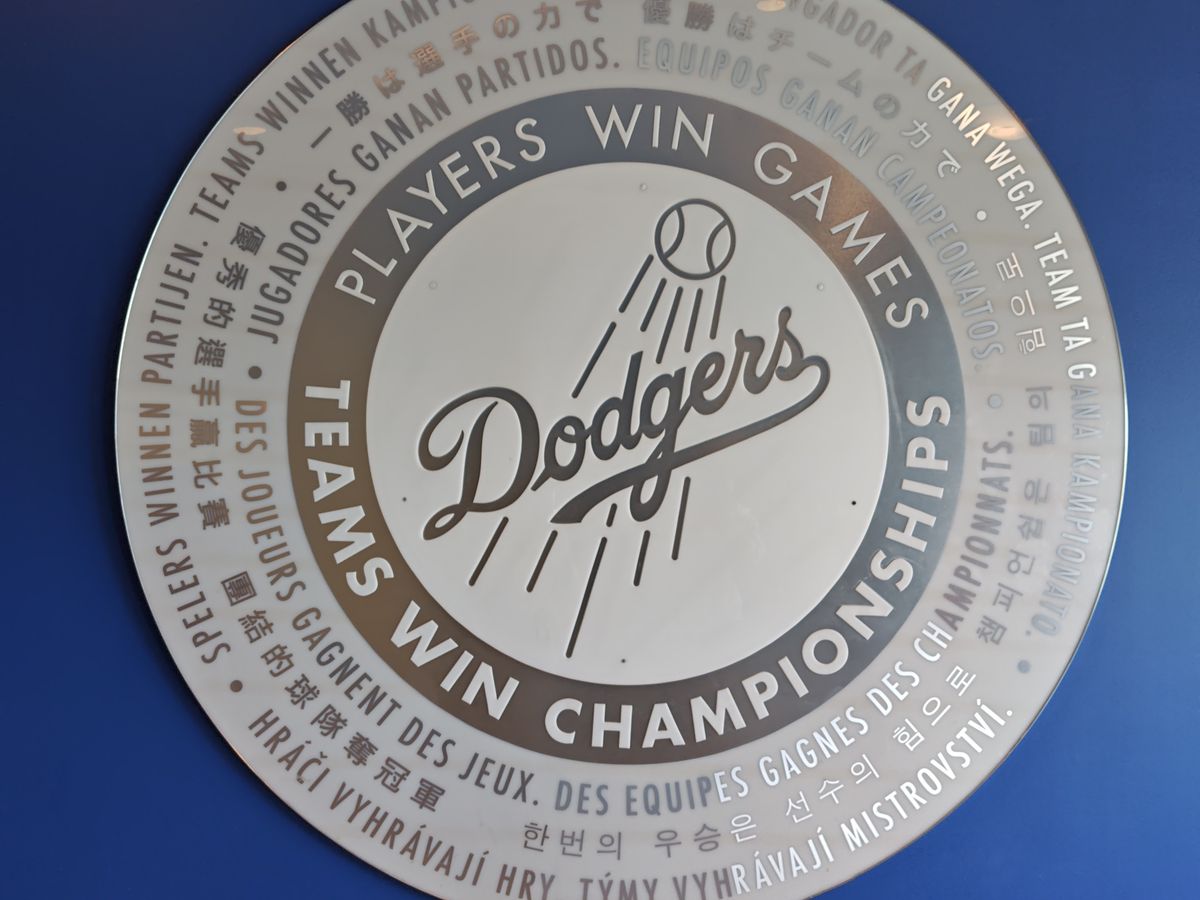 PLAYERS WIN GAMES
TEAMS WIN CHAMPIONSHIPS
Dodgers
JUGADORES GANAN PARTIDOS. EQUIPOS GANAN CAMPEONATOS.
DES JOUEURS GAGNENT DES JEUX. DES EQUIPES GAGNES DES CHAMPIONNATS.
一勝は選手の力で 優勝はチームの力で
優秀的選手贏比賽 團結的球隊奪冠軍
한번의 우승은 선수의 힘으로
SPELERS WINNEN PARTIJEN. TEAMS WINNEN KAMPIO
GADOR TA GANA WEGA. TEAM TA GANA KAMPIONATO.
HRÁČI VYHRÁVAJÍ HRY. TÝMY VYHRÁVAJÍ MISTROVSTVÍ.